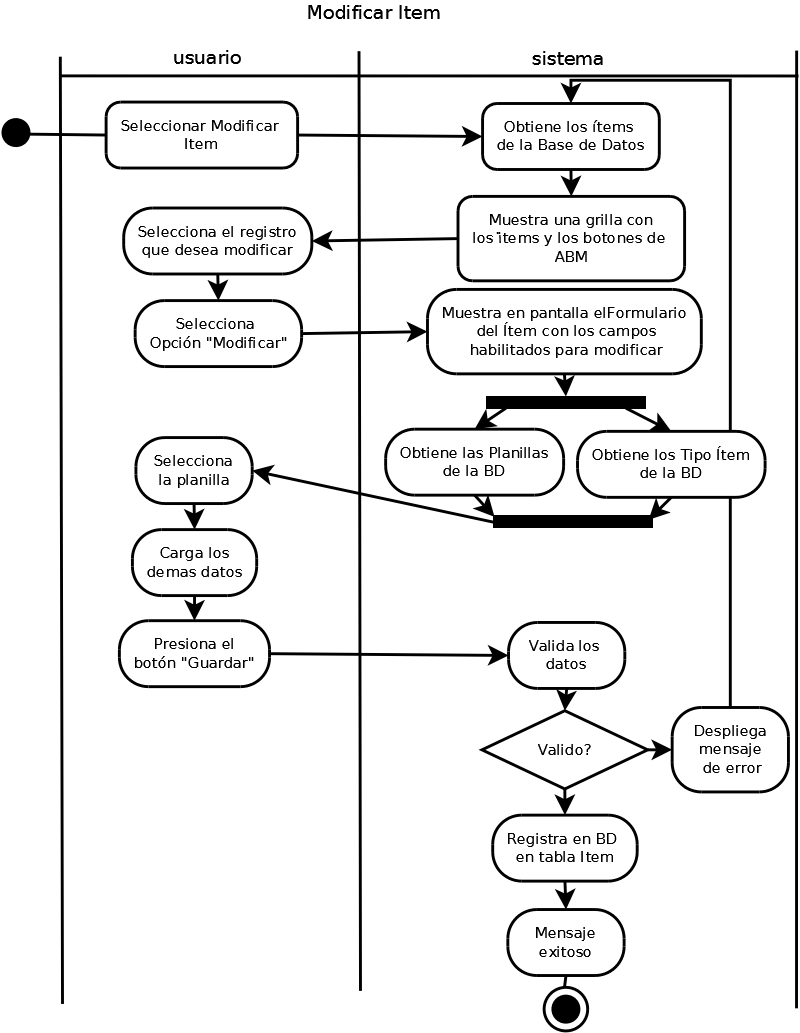 Modificar Item
usuario
sistema
Seleccionar Modificar
Item
Obtiene los ítems
de la Base de Datos
Muestra una grilla con
los ítems y los botones de
ABM
Selecciona el registro
que desea modificar
Selecciona
Opción "Modificar"
Muestra en pantalla elFormulario
del Ítem con los campos
habilitados para modificar
Obtiene las Planillas
de la BD
Obtiene los Tipo Ítem
de la BD
Selecciona
la planilla
Carga los
demas datos
Presiona el
botón "Guardar"
Valida los
datos
Valido?
Despliega
mensaje
de error
Registra en BD
en tabla Item
Mensaje
exitoso